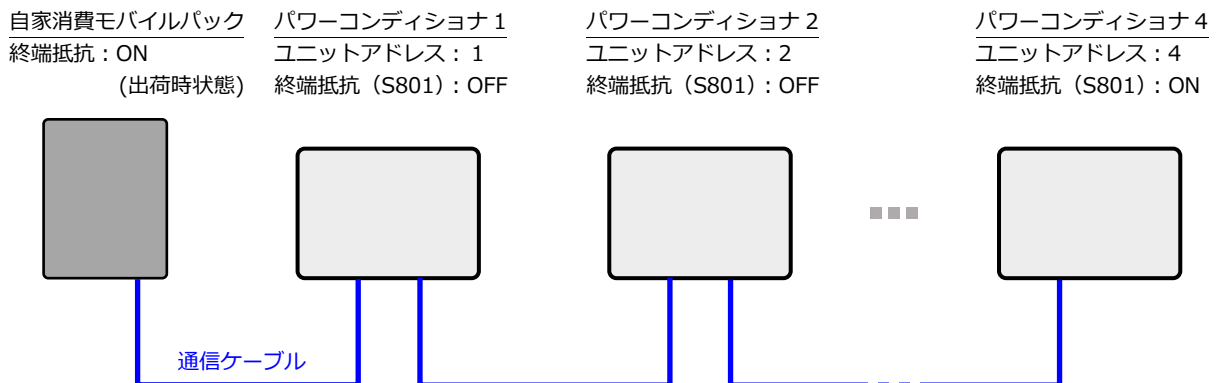 自家消費モバイルパック
終端抵抗：ON
(出荷時状態)
パワーコンディショナ 1
ユニットアドレス：1
終端抵抗（S801）：OFF
パワーコンディショナ 2
ユニットアドレス：2
終端抵抗（S801）：OFF
パワーコンディショナ 4
ユニットアドレス：4
終端抵抗（S801）：ON
通信ケーブル